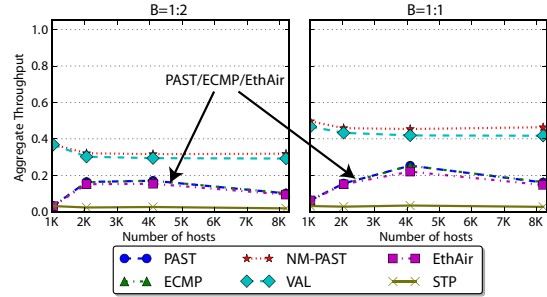 B=1:2
B=1:1
Aggregate Throughput
1.0
0.8
0.6
0.4
0.2
0.0
PAST/ECMP/EthAir
1K 2K 3K 4K 5K 6K 7K 8K
1K 2K 3K 4K 5K 6K 7K 8K
Number of hosts
Number of hosts
PAST NM-PAST EthAir
ECMP VAL STP